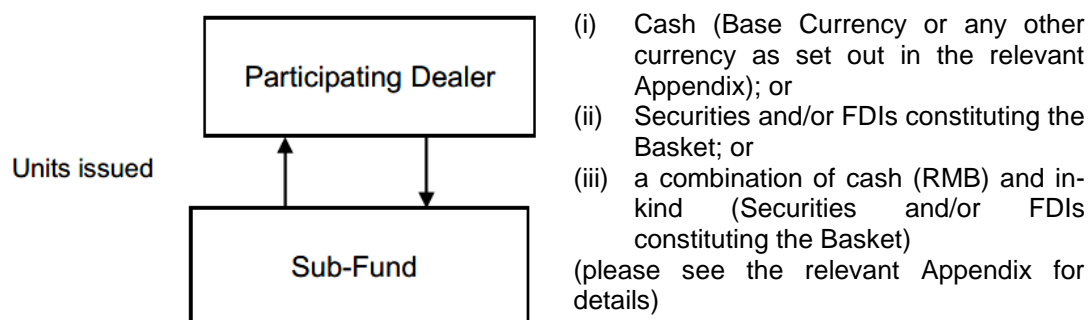 Participating Dealer
Units issued
Sub-Fund
(i) Cash (Base Currency or any other
currency as set out in the relevant
Appendix); or
(ii) Securities and/or FDIs constituting the
Basket; or
(iii) a combination of cash (RMB) and in-
kind (Securities and/or FDIs
constituting the Basket)
(please see the relevant Appendix for
details)